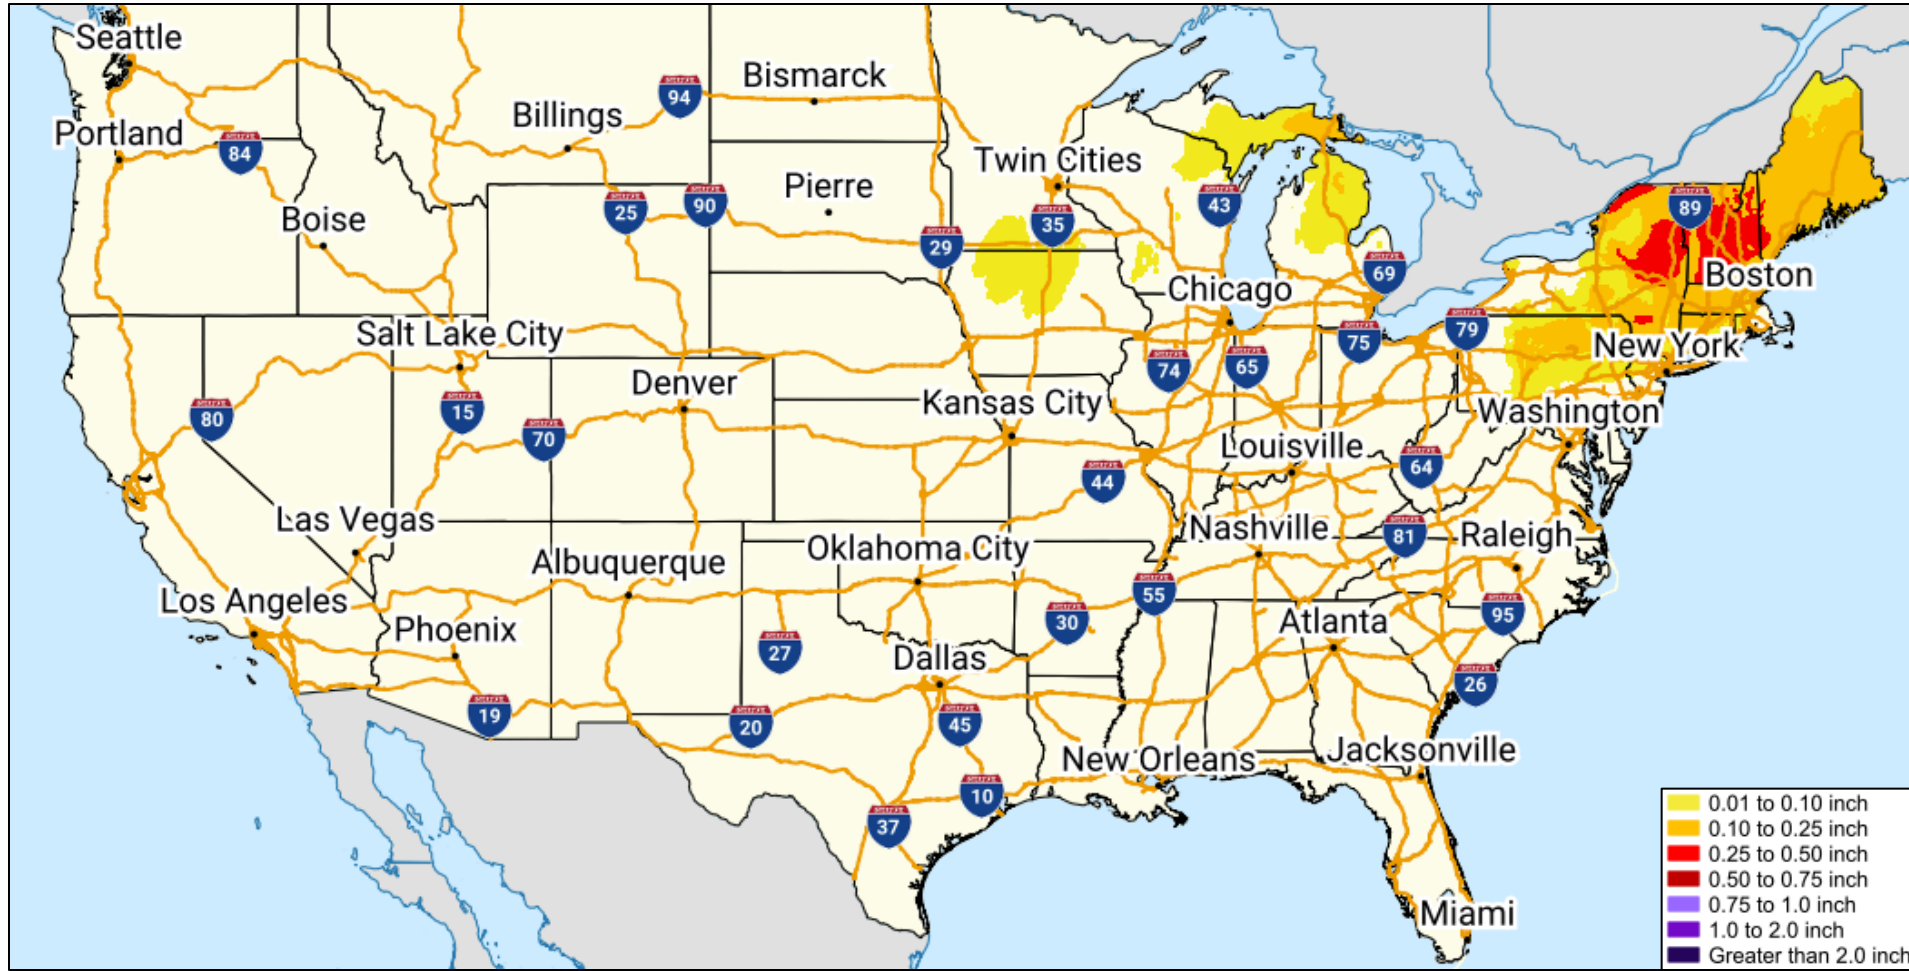 Seattle
Bismarck
94
Billings
Portland
84
Twin Cities
Pierre
25
90
43
35
89
Boise
29
69
Boston
Chicago
Salt Lake City
79
75
New York
74
65
Denver
80
15
Kansas City
Washington
70
Louisville
64
44
Las Vegas
Nashville
81
Raleigh
Oklahoma City
Albuquerque
55
Los Angeles
95
Phoenix
30
Atlanta
27
Dallas
26
19
20
45
New Orleans
Jacksonville
10
37
Miami
0.01 to 0.10 inch
0.10 to 0.25 inch
0.25 to 0.50 inch
0.50 to 0.75 inch
0.75 to 1.0 inch
1.0 to 2.0 inch
Greater than 2.0 inch